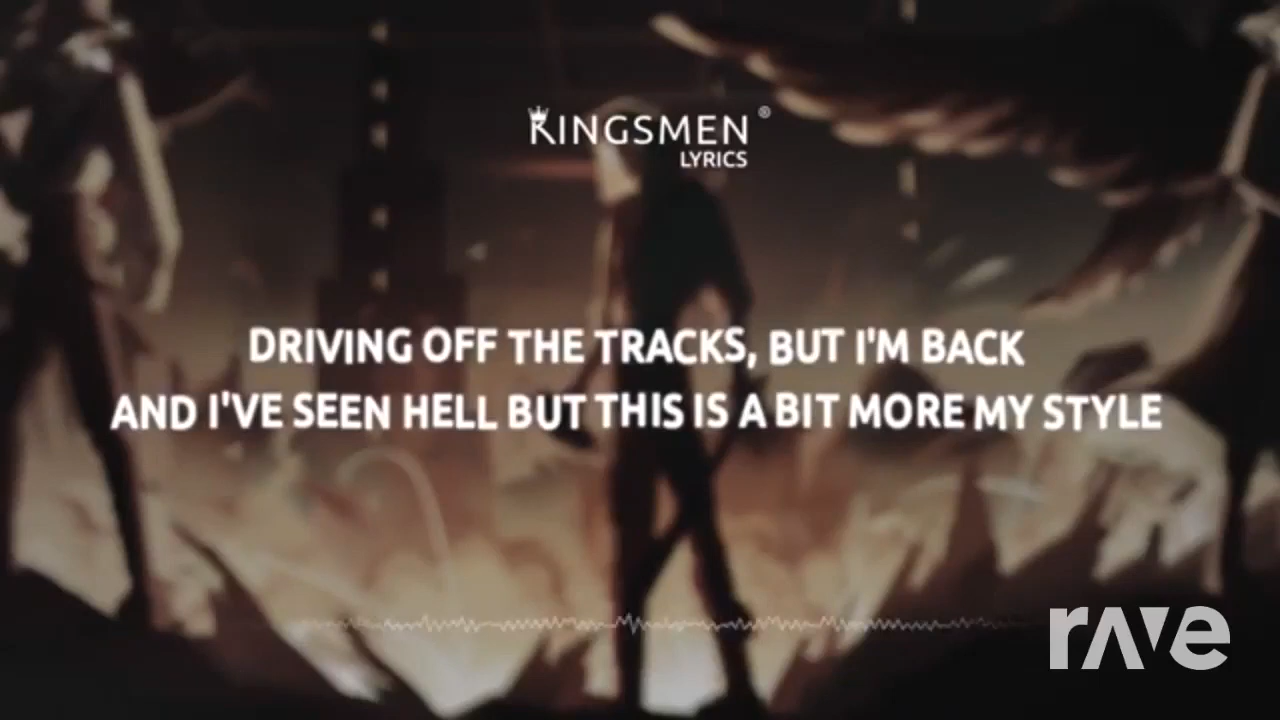 KINGSMEN ®
LYRICS
DRIVING OFF THE TRACKS, BUT I'M BACK
AND I'VE SEEN HELL BUT THIS IS A BIT MORE MY STYLE
rave